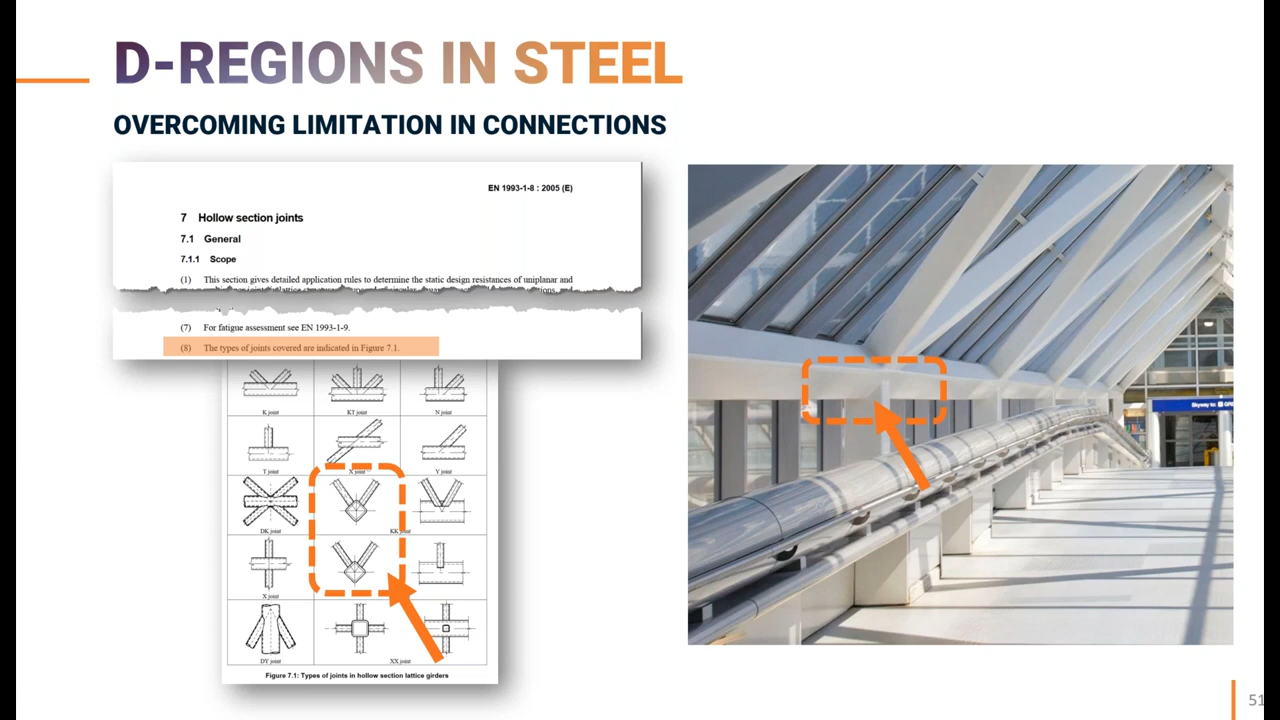 D-REGIONS IN STEEL
OVERCOMING LIMITATION IN CONNECTIONS
EN 1993-1-8 : 2005 (E)
7 Hollow section joints
7.1 General
7.1.1 Scope
(1) This section gives detailed application rules to determine the static design resistances of uniplanar and
(7) For fatigue assessment see EN 1993-1-9.
(8) The types of joints covered are indicated in Figure 7.1.
K joint
KT joint
N joint
T joint
X joint
Y joint
DK joint
KK joint
X joint
DY joint
XX joint
Figure 7.1: Types of joints in hollow section lattice girders
Skyway to:
51